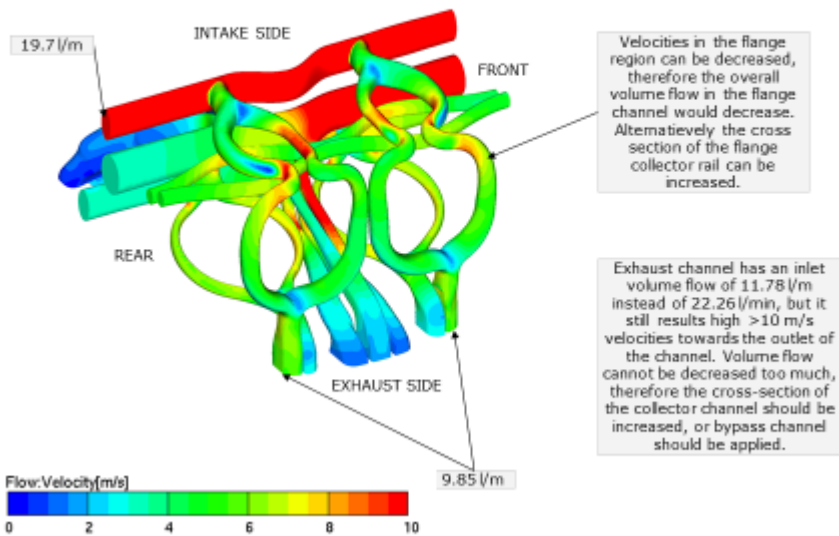 19.7 l/m
INTAKE SIDE
FRONT
REAR
EXHAUST SIDE
9.85 l/m
Velocities in the flange
region can be decreased,
therefore the overall
volume flow in the flange
channel would decrease.
Alternatievely the cross
section of the flange
collector rail can be
increased.
Exhaust channel has an inlet
volume flow of 11.78 l/m
instead of 22.26 l/min, but it
still results high >10 m/s
velocities towards the outlet of
the channel. Volume flow
cannot be decreased too much,
therefore the cross-section of
the collector channel should be
increased, or bypass channel
should be applied.
Flow:Velocity[m/s]
0 2 4 6 8 10